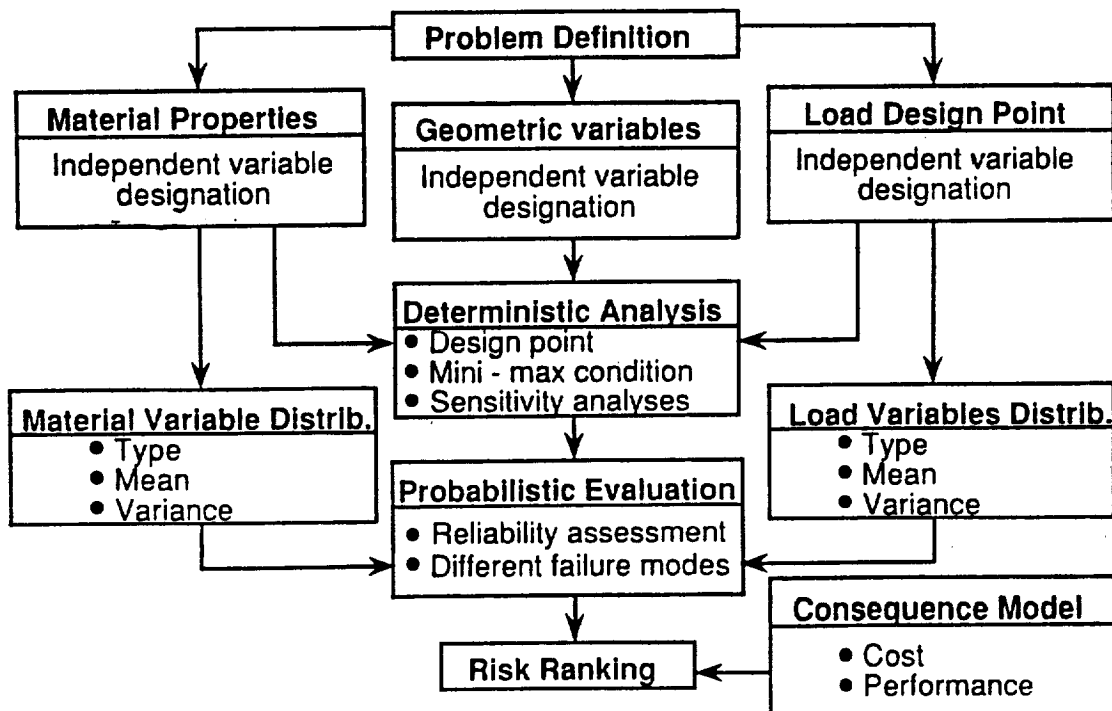 Problem Definition
Material Properties
Independent variable
designation
Geometric variables
Independent variable
designation
Load Design Point
Independent variable
designation
Deterministic Analysis
• Design point
• Mini - max condition
• Sensitivity analyses
Material Variable Distrib.
• Type
• Mean
• Variance
Load Variables Distrib.
• Type
• Mean
• Variance
Probabilistic Evaluation
• Reliability assessment
• Different failure modes
Consequence Model
• Cost
• Performance
Risk Ranking